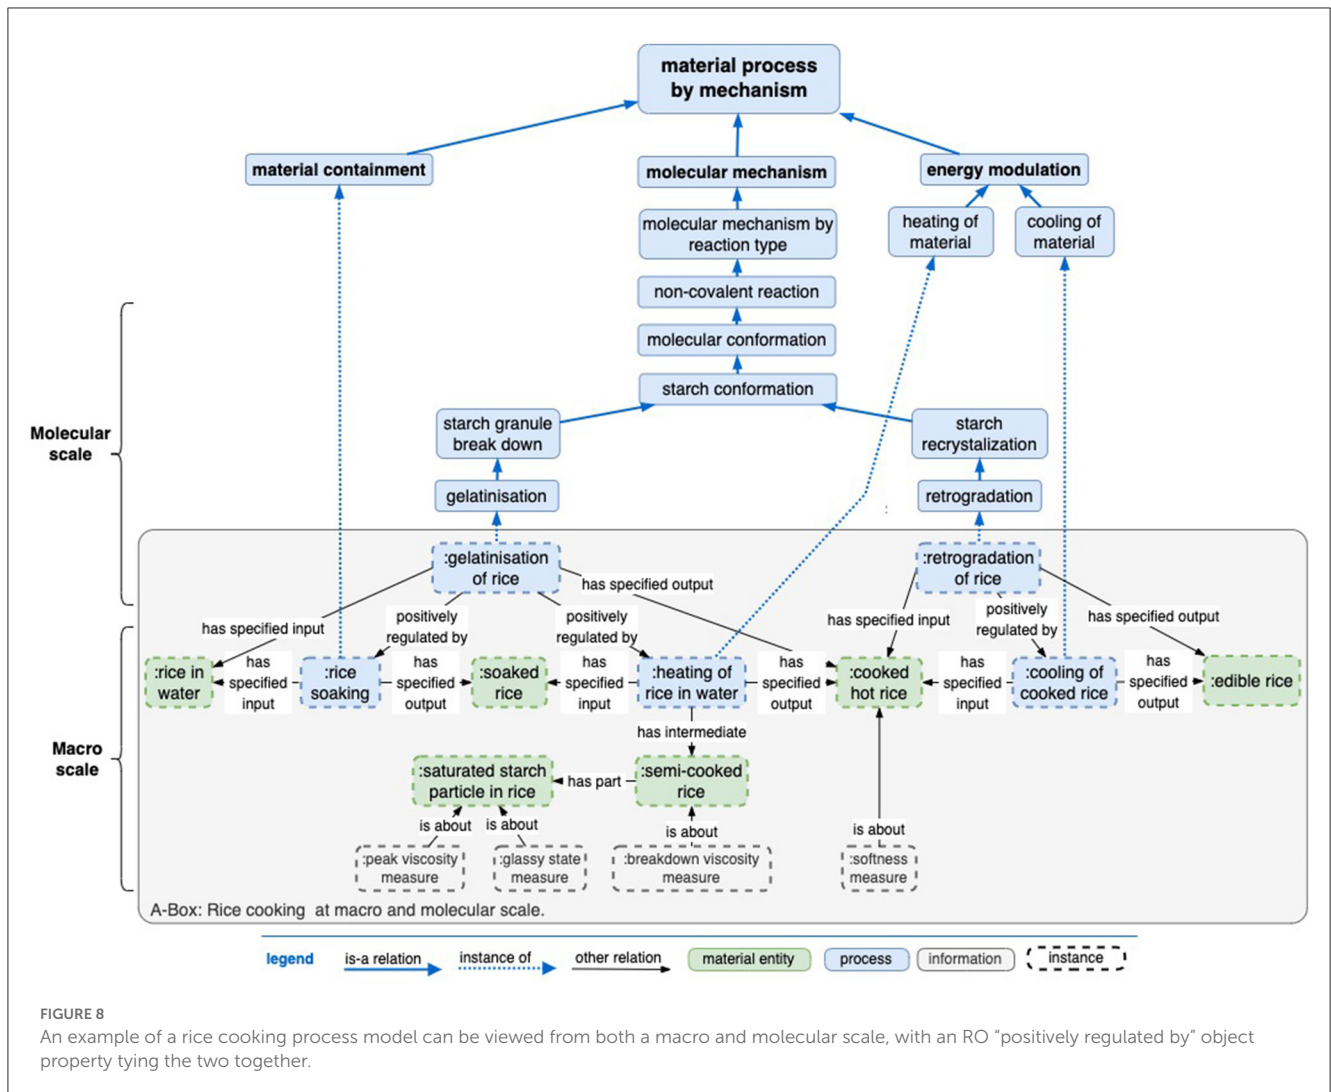 material process
by mechanism
material containment
molecular mechanism
energy modulation
molecular mechanism by
reaction type
heating of
material
cooling of
material
non-covalent reaction
molecular conformation
starch conformation
Molecular
scale
starch granule
break down
starch
recrystalization
gelatinisation
retrogradation
:gelatinisation
of rice
:retrogradation
of rice
has specified output
has specified input
positively
regulated by
positively
regulated by
has specified input
positively
regulated by
has specified output
:rice in
water
has
specified
input
:rice
soaking
has
specified
output
:soaked
rice
has
specified
input
:heating of
rice in water
has
specified
output
:cooked
hot rice
has
specified
input
:cooling of
cooked rice
has
specified
output
:edible rice
Macro
scale
has intermediate
:saturated starch
particle in rice
has part
:semi-cooked
rice
is about
is about
is about
is about
:peak viscosity
measure
:glassy state
measure
:breakdown viscosity
measure
:softness
measure
A-Box: Rice cooking at macro and molecular scale.
legend
is-a relation
instance of
other relation
material entity
process
information
instance
FIGURE 8
An example of a rice cooking process model can be viewed from both a macro and molecular scale, with an RO “positively regulated by” object
property tying the two together.